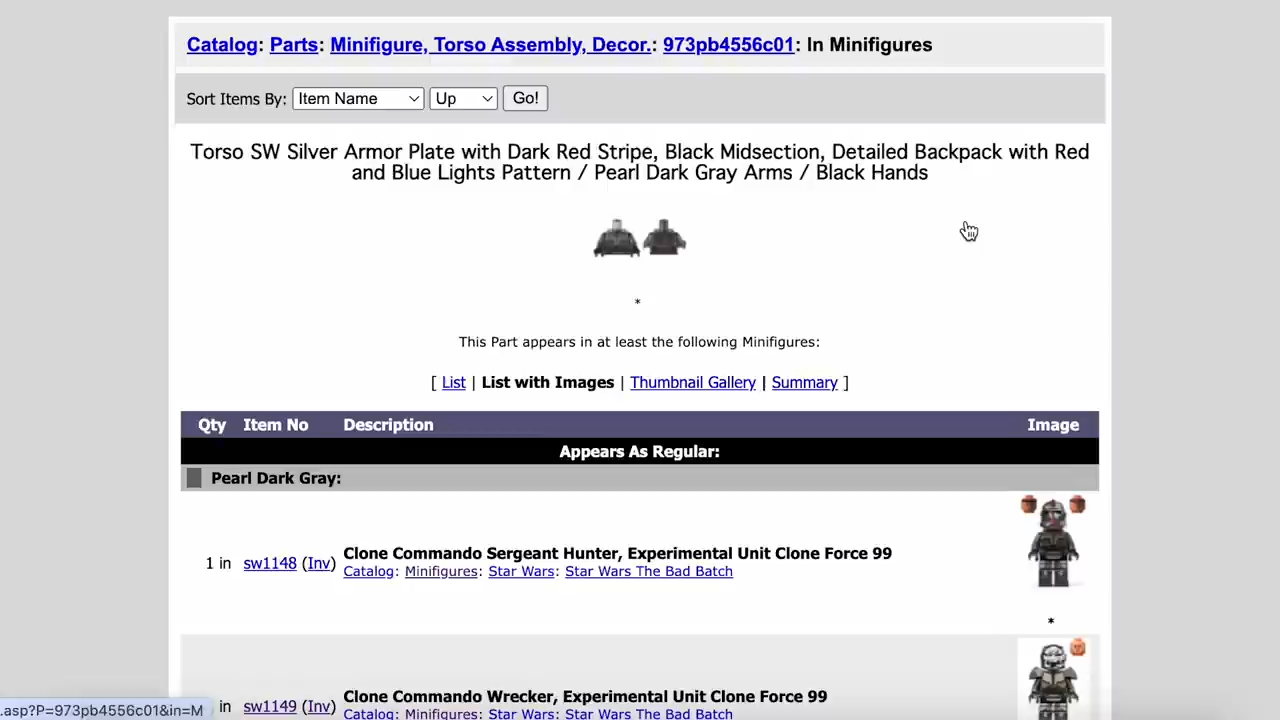 Catalog: Parts: Minifigure, Torso Assembly, Decor.: 973pb4556c01: In Minifigures
Sort Items By: Item Name Up Go!
Torso SW Silver Armor Plate with Dark Red Stripe, Black Midsection, Detailed Backpack with Red
and Blue Lights Pattern / Pearl Dark Gray Arms / Black Hands
*
This Part appears in at least the following Minifigures:
[ List | List with Images | Thumbnail Gallery | Summary ]
Qty Item No Description Image
Appears As Regular:
Pearl Dark Gray:
Clone Commando Sergeant Hunter, Experimental Unit Clone Force 99
1 in sw1148 (Inv)
Catalog: Minifigures: Star Wars: Star Wars The Bad Batch
*
Clone Commando Wrecker, Experimental Unit Clone Force 99
in sw1149 (Inv)
Catalog: Minifigures: Star Wars: Star Wars The Bad Batch
.asp?P=973pb4556c01&in=M